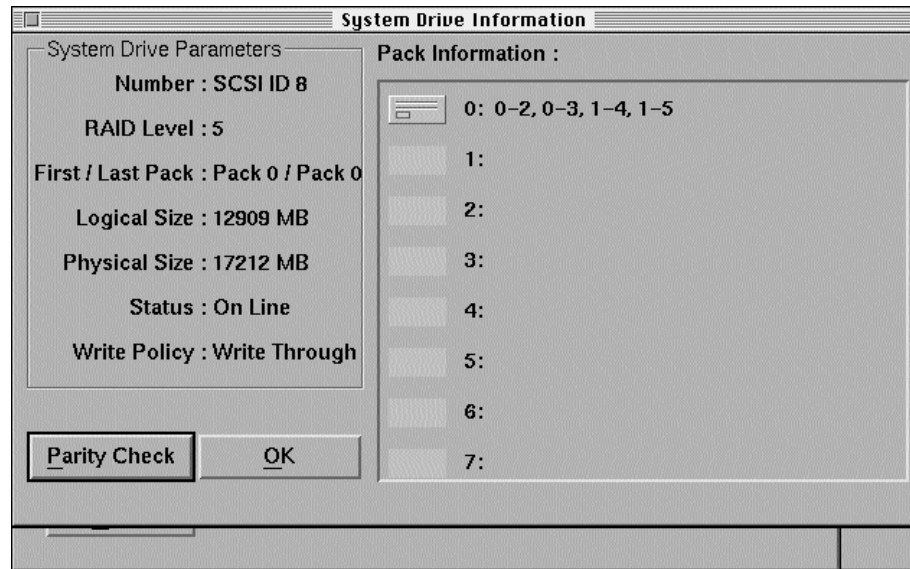 System Drive Information
System Drive Parameters
Number : SCSI ID 8
RAID Level : 5
First / Last Pack : Pack 0 / Pack 0
Logical Size : 12909 MB
Physical Size : 17212 MB
Status : On Line
Write Policy : Write Through
Parity Check
OK
Pack Information :
0: 0-2, 0-3, 1-4, 1-5
1:
2:
3:
4:
5:
6:
7: